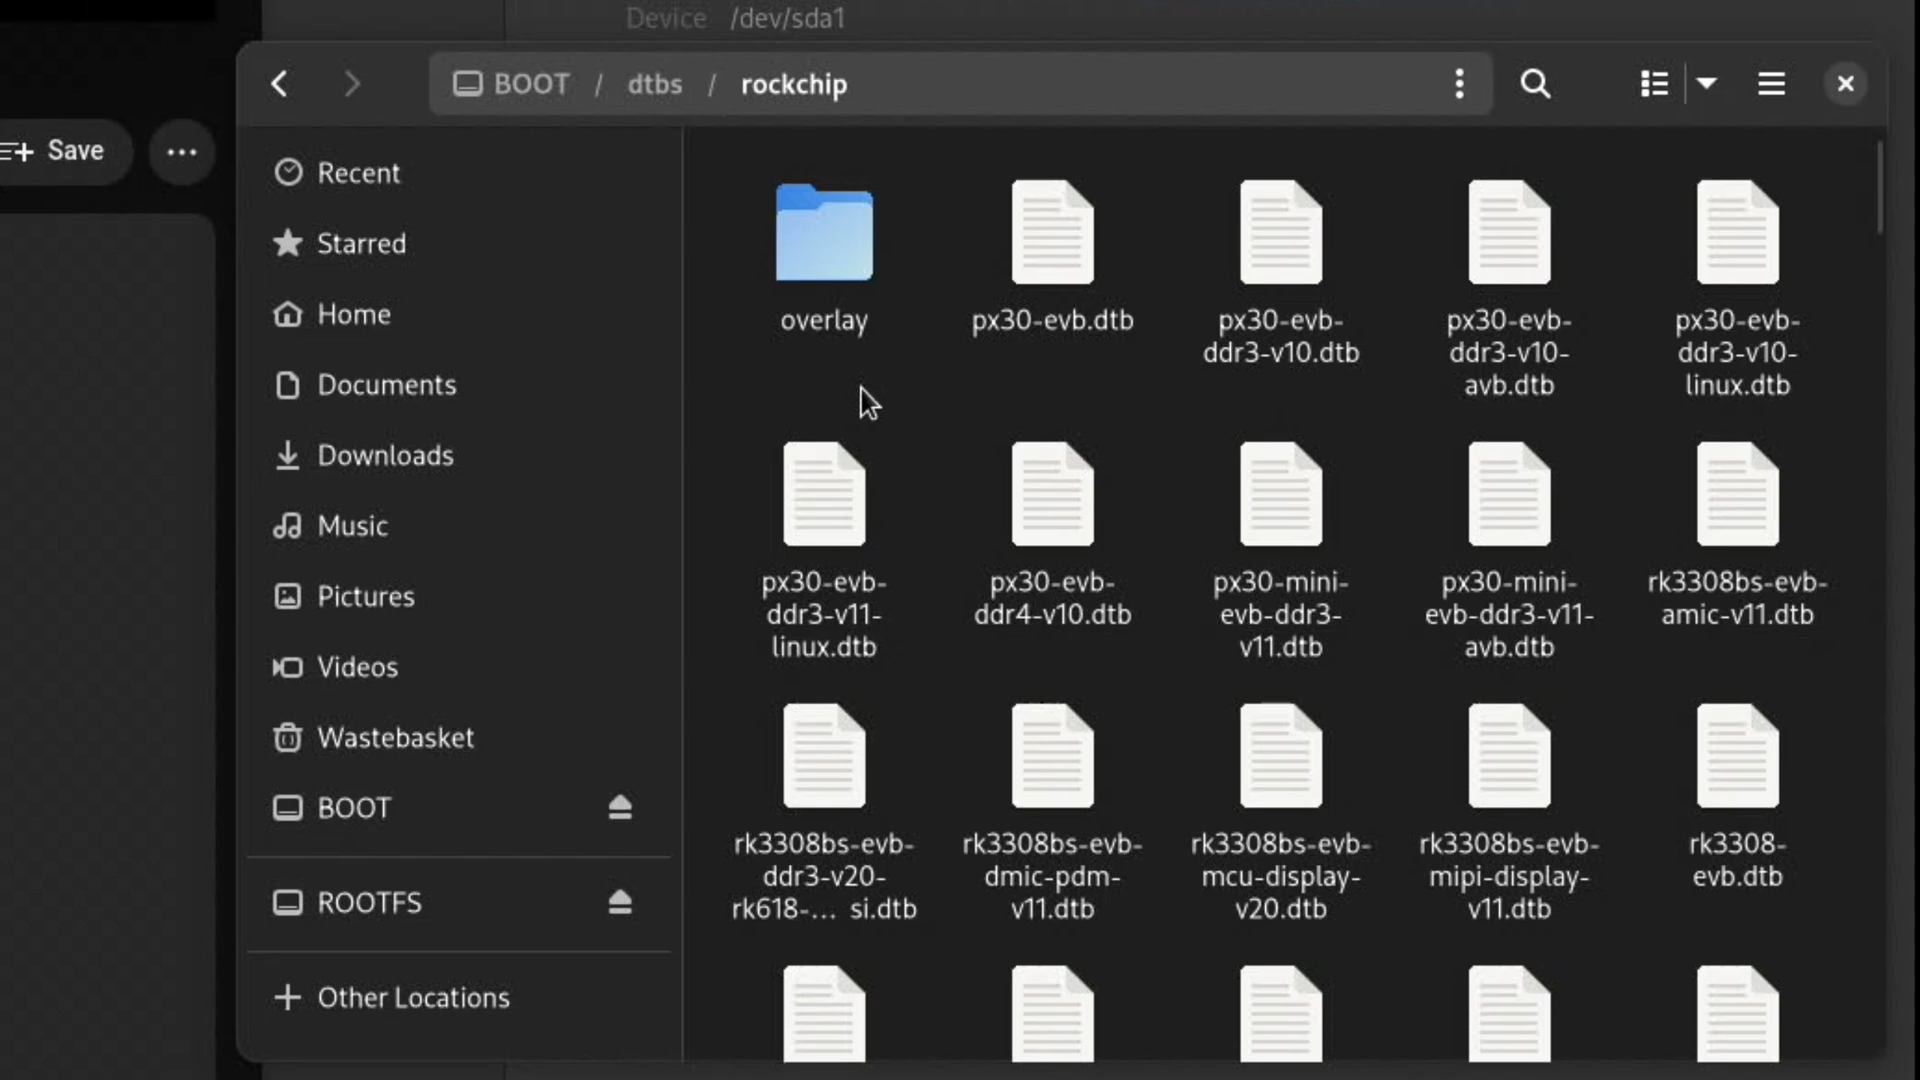 Device /dev/sda1
BOOT / dtbs / rockchip
Save
Recent
Starred
Home
Documents
Downloads
Music
Pictures
Videos
Wastebasket
BOOT
ROOTFS
Other Locations
overlay
px30-evb.dtb
px30-evb-
ddr3-v10.dtb
px30-evb-
ddr3-v10-
avb.dtb
px30-evb-
ddr3-v10-
linux.dtb
px30-evb-
ddr3-v11-
linux.dtb
px30-evb-
ddr4-v10.dtb
px30-mini-
evb-ddr3-
v11.dtb
px30-mini-
evb-ddr3-v11-
avb.dtb
rk3308bs-evb-
amic-v11.dtb
rk3308bs-evb-
ddr3-v20-
rk618-... si.dtb
rk3308bs-evb-
dmic-pdm-
v11.dtb
rk3308bs-evb-
mcu-display-
v20.dtb
rk3308bs-evb-
mipi-display-
v11.dtb
rk3308-
evb.dtb